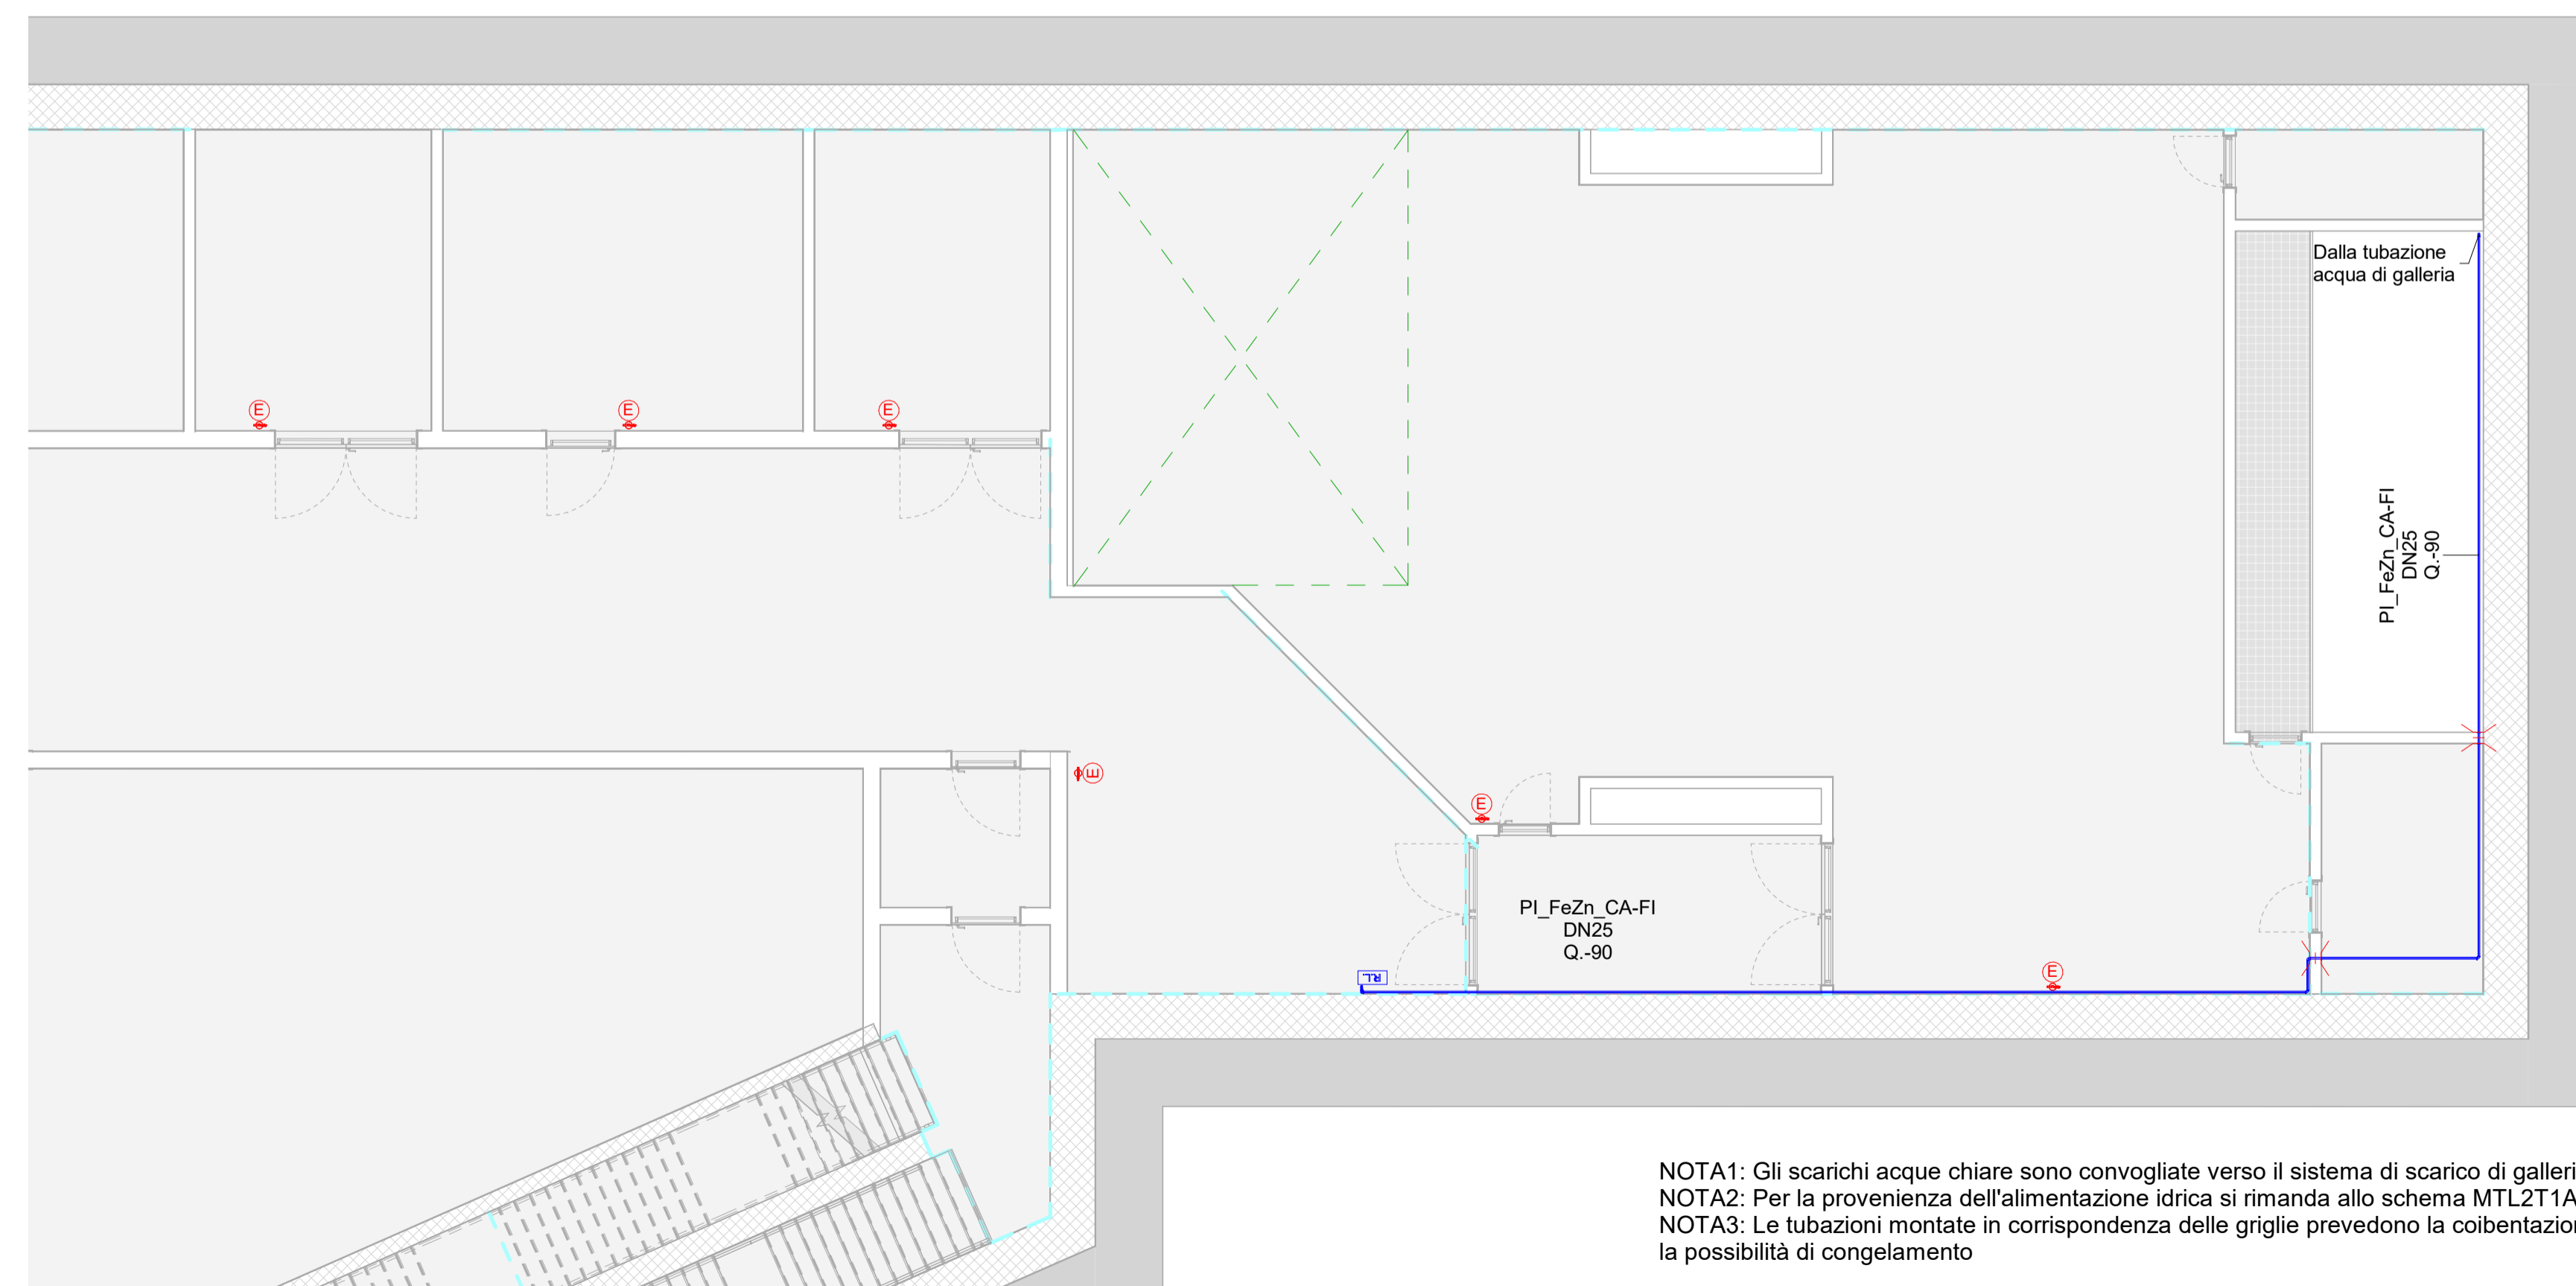 Dalla tubazione
acqua di galleria
E
E
E
PI_FeZn_CA-FI
DN25
Q.-90
E
E
PI_FeZn_CA-FI
DN25
Q.-90
R.I.
E
NOTA1: Gli scarichi acque chiare sono convogliate verso il sistema di scarico di galleri
NOTA2: Per la provenienza dell'alimentazione idrica si rimanda allo schema MTL2T1A
NOTA3: Le tubazioni montate in corrispondenza delle griglie prevedono la coibentazio
la possibilità di congelamento